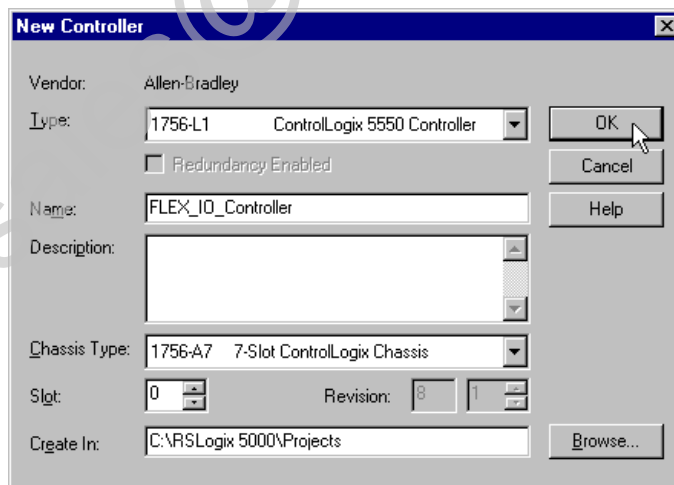 New Controller
Vendor: Allen-Bradley
Type: 1756-L1 ControlLogix 5550 Controller OK
Redundancy Enabled Cancel
Name: FLEX_IO_Controller Help
Description:
Chassis Type: 1756-A7 7-Slot ControlLogix Chassis
Slot: 0 Revision: 8 1
Create In: C:\RSLogix 5000\Projects Browse...